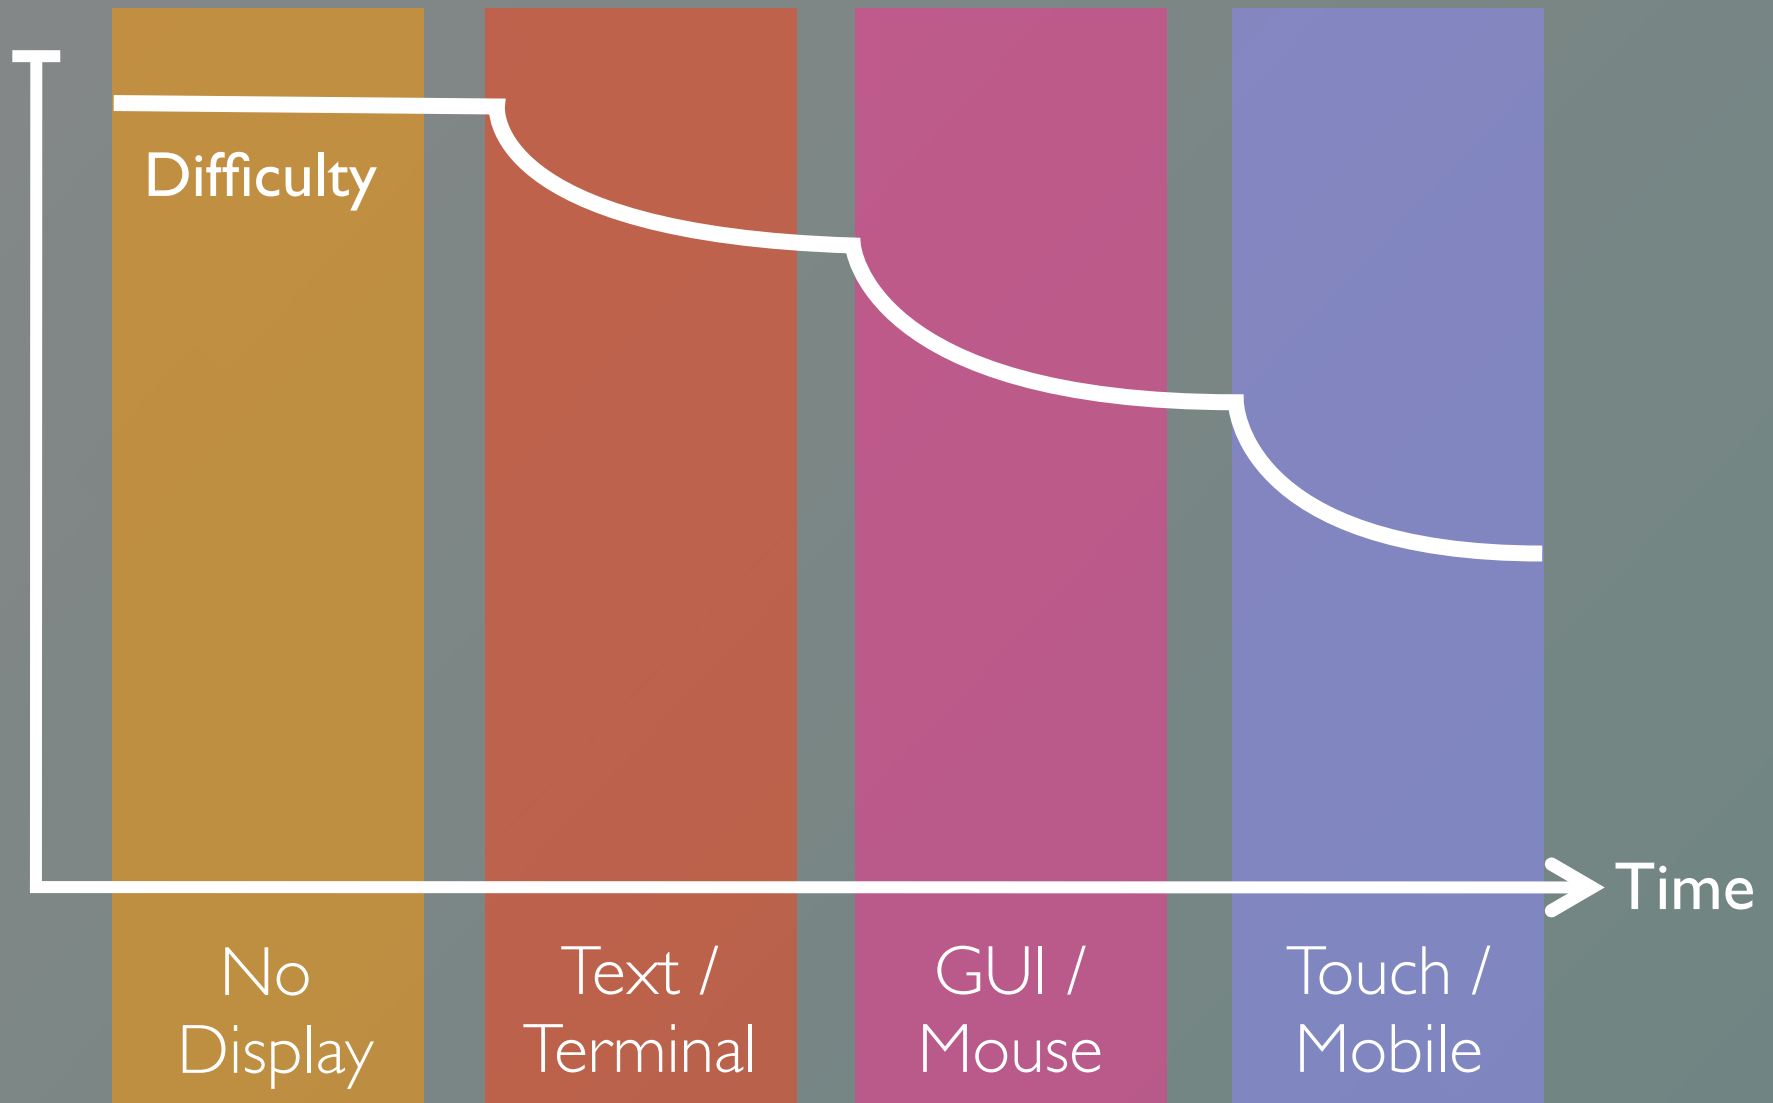 Difficulty
Time
No
Display
Text /
Terminal
GUI /
Mouse
Touch /
Mobile